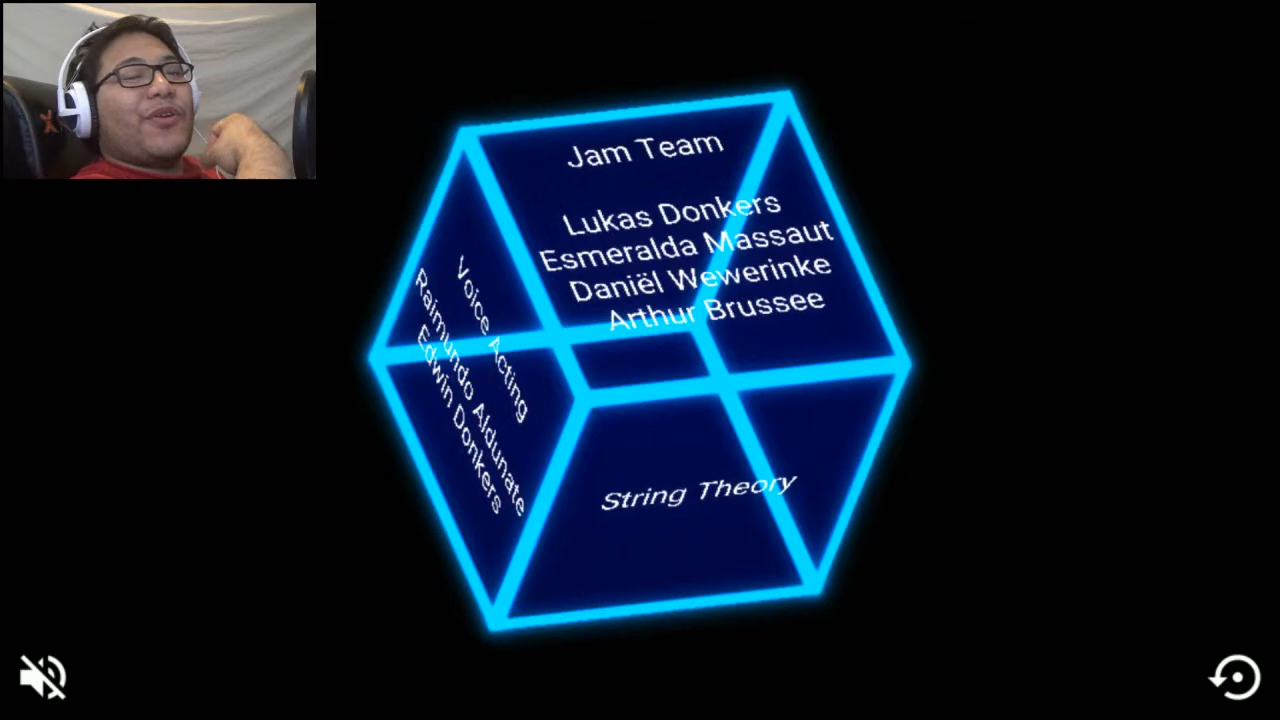 Jam Team
Lukas Donkers
Esmeralda Massaut
Daniël Wewerinke
Arthur Brussee
Voice Acting
Raimundo Aldunate
Edwin Donkers
String Theory